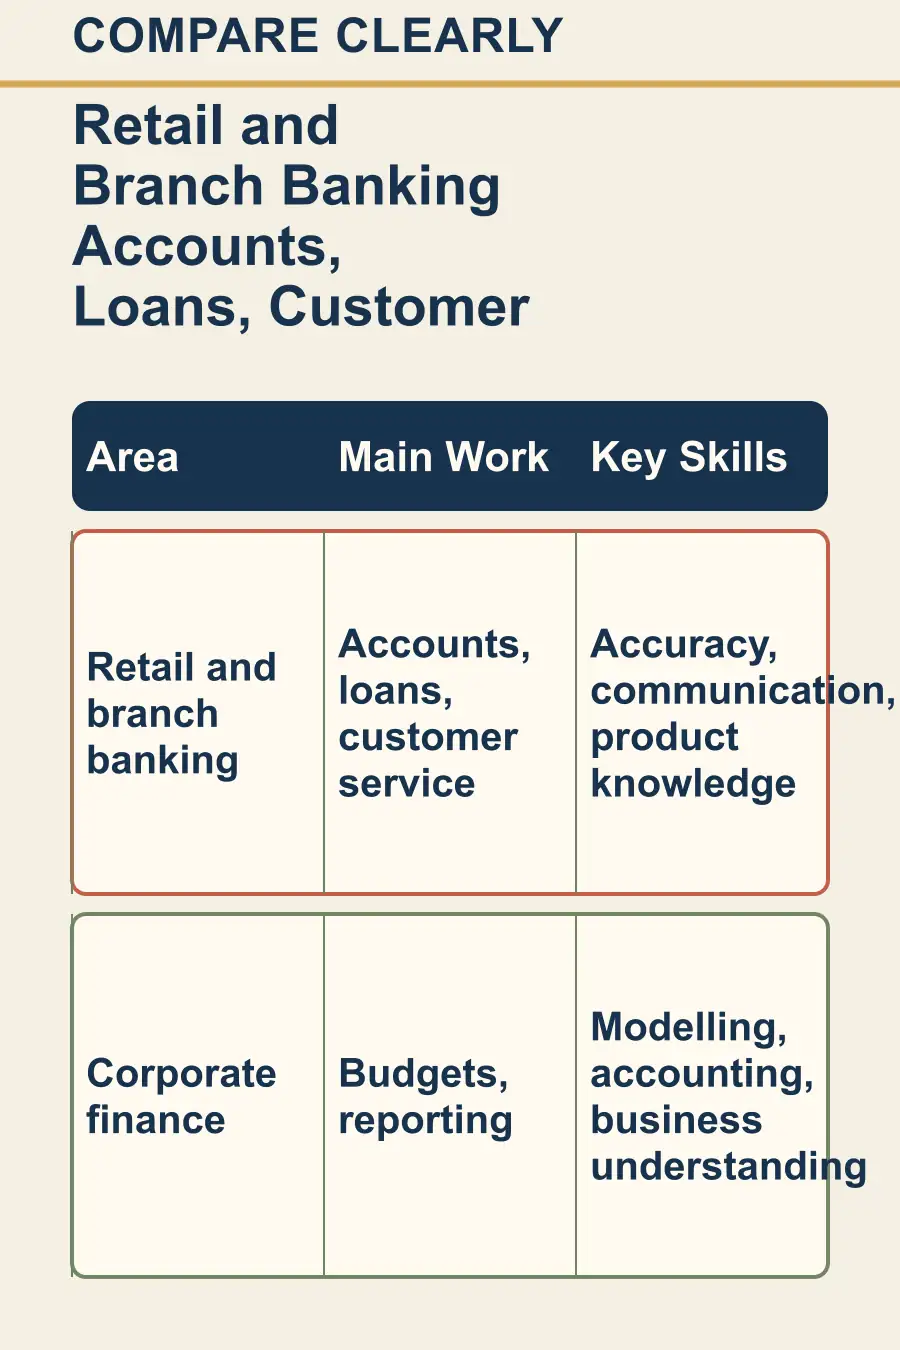 COMPARE CLEARLY
Retail and
Branch Banking
Accounts,
Loans, Customer
Area
Main Work
Key Skills
Retail and
branch
banking
Accounts,
loans,
customer
service
Accuracy,
communication,
product
knowledge
Corporate
finance
Budgets,
reporting
Modelling,
accounting,
business
understanding